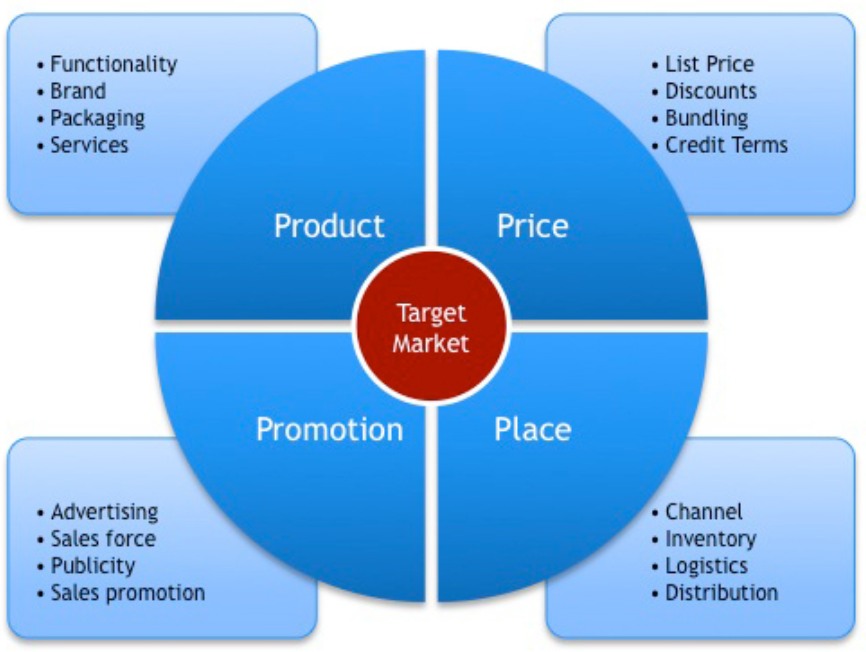 • Functionality
• Brand
• Packaging
• Services
• List Price
• Discounts
• Bundling
• Credit Terms
Product
Price
Target
Market
Promotion
Place
• Advertising
• Sales force
• Publicity
• Sales promotion
• Channel
• Inventory
• Logistics
• Distribution